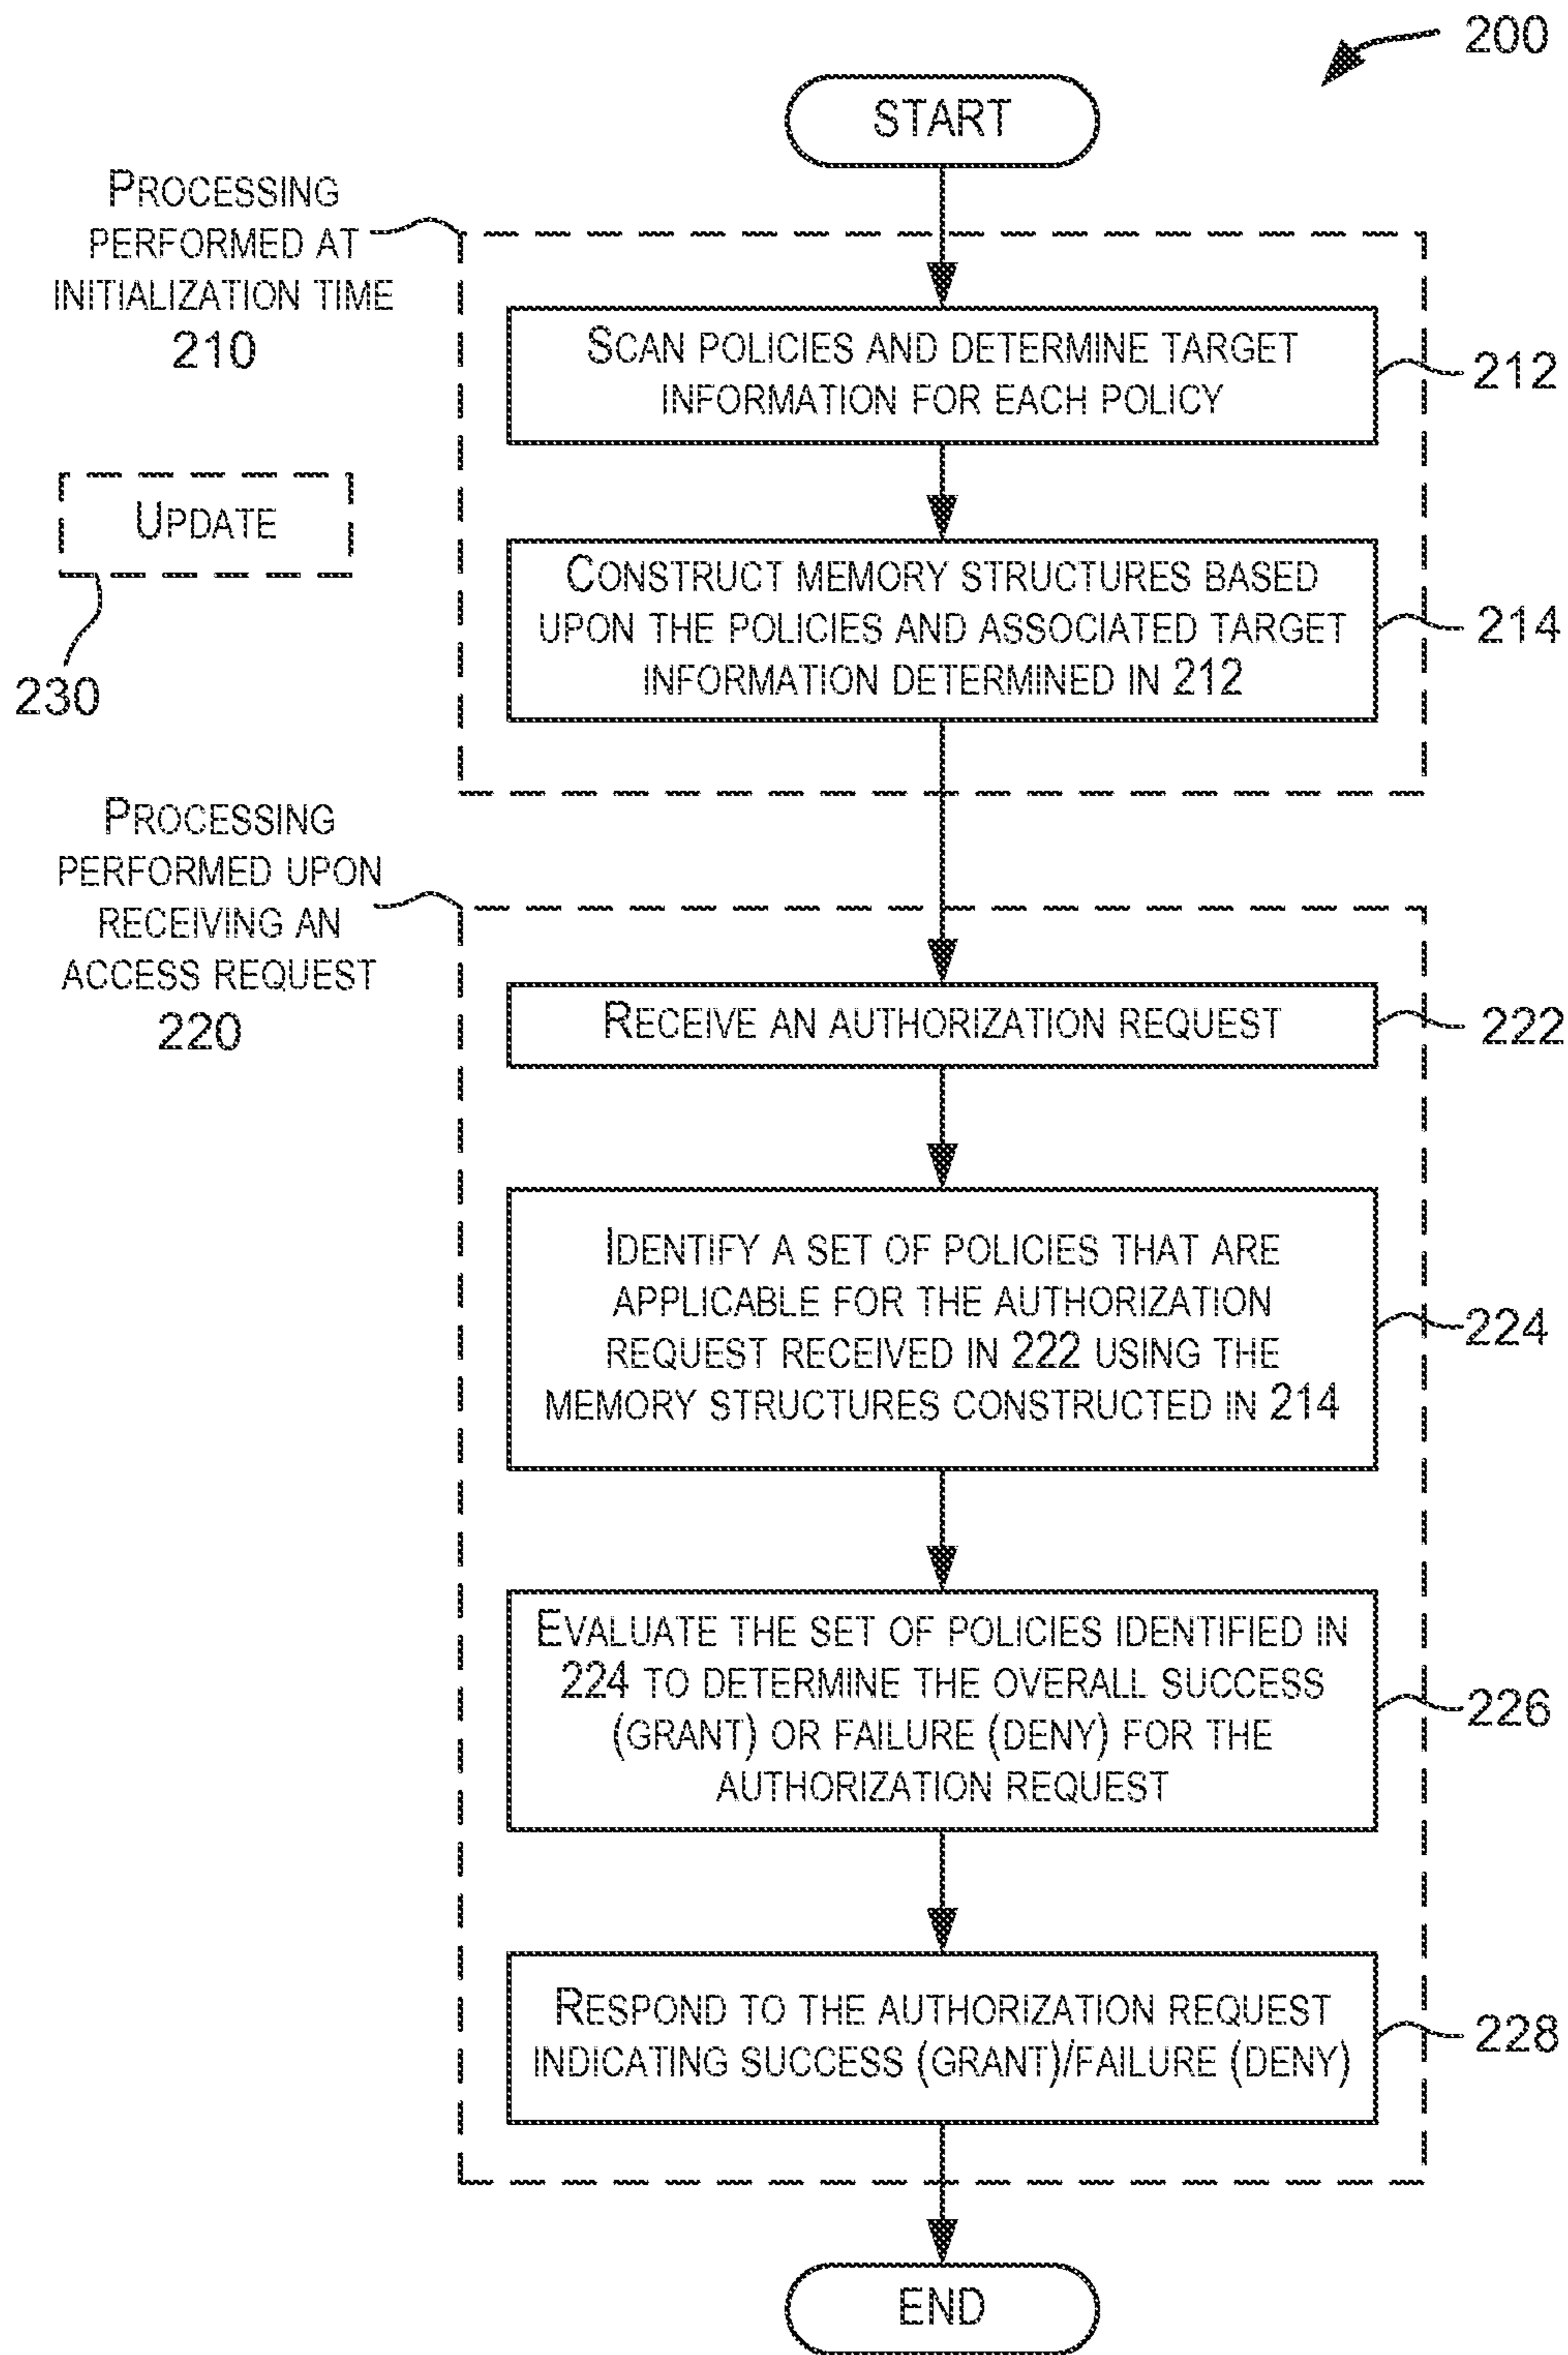 200
START
PROCESSING
PERFORMED AT
INITIALIZATION TIME
210
SCAN POLICIES AND DETERMINE TARGET
INFORMATION FOR EACH POLICY
212
UPDATE
230
CONSTRUCT MEMORY STRUCTURES BASED
UPON THE POLICIES AND ASSOCIATED TARGET
INFORMATION DETERMINED IN 212
214
PROCESSING
PERFORMED UPON
RECEIVING AN
ACCESS REQUEST
220
RECEIVE AN AUTHORIZATION REQUEST
222
IDENTIFY A SET OF POLICIES THAT ARE
APPLICABLE FOR THE AUTHORIZATION
REQUEST RECEIVED IN 222 USING THE
MEMORY STRUCTURES CONSTRUCTED IN 214
224
EVALUATE THE SET OF POLICIES IDENTIFIED IN
224 TO DETERMINE THE OVERALL SUCCESS
(GRANT) OR FAILURE (DENY) FOR THE
AUTHORIZATION REQUEST
226
RESPOND TO THE AUTHORIZATION REQUEST
INDICATING SUCCESS (GRANT)/FAILURE (DENY)
228
END